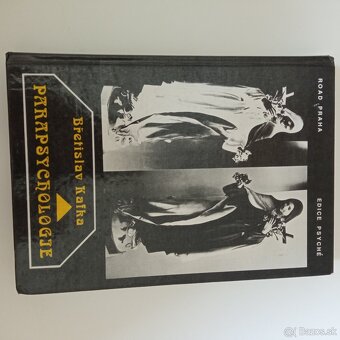 Břetislav Kafka
PARAPSYCHOLOGIE
ROAD PRAHA
EDICE PSYCHÉ
© Bazos.sk